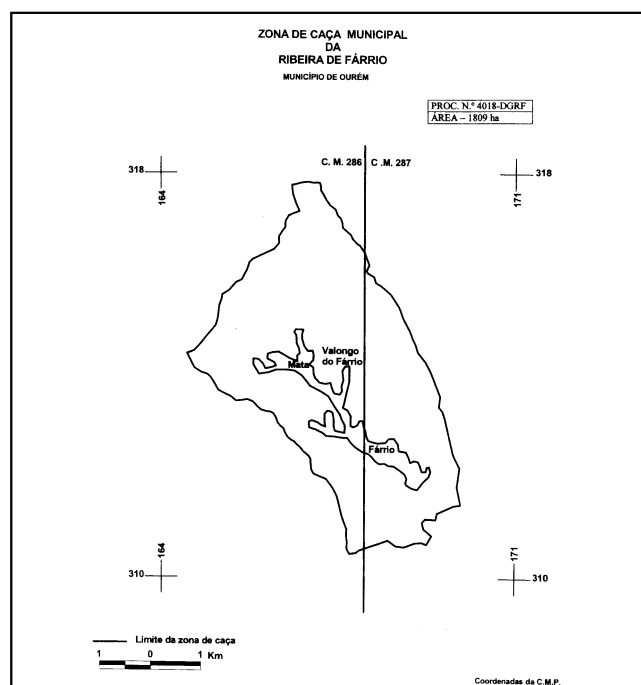 ZONA DE CAÇA MUNICIPAL
DA
RIBEIRA DE FÁRRIO
MUNICÍPIO DE OURÉM
PROC. N.º 4018-DGRF
ÁREA – 1809 ha
C. M. 286
C .M. 287
318
164
318
171
Valongo
do Fárrio
Mata
Fárrio
310
164
310
171
Limite da zona de caça
1 0 1 Km
Coordenadas da C.M.P.